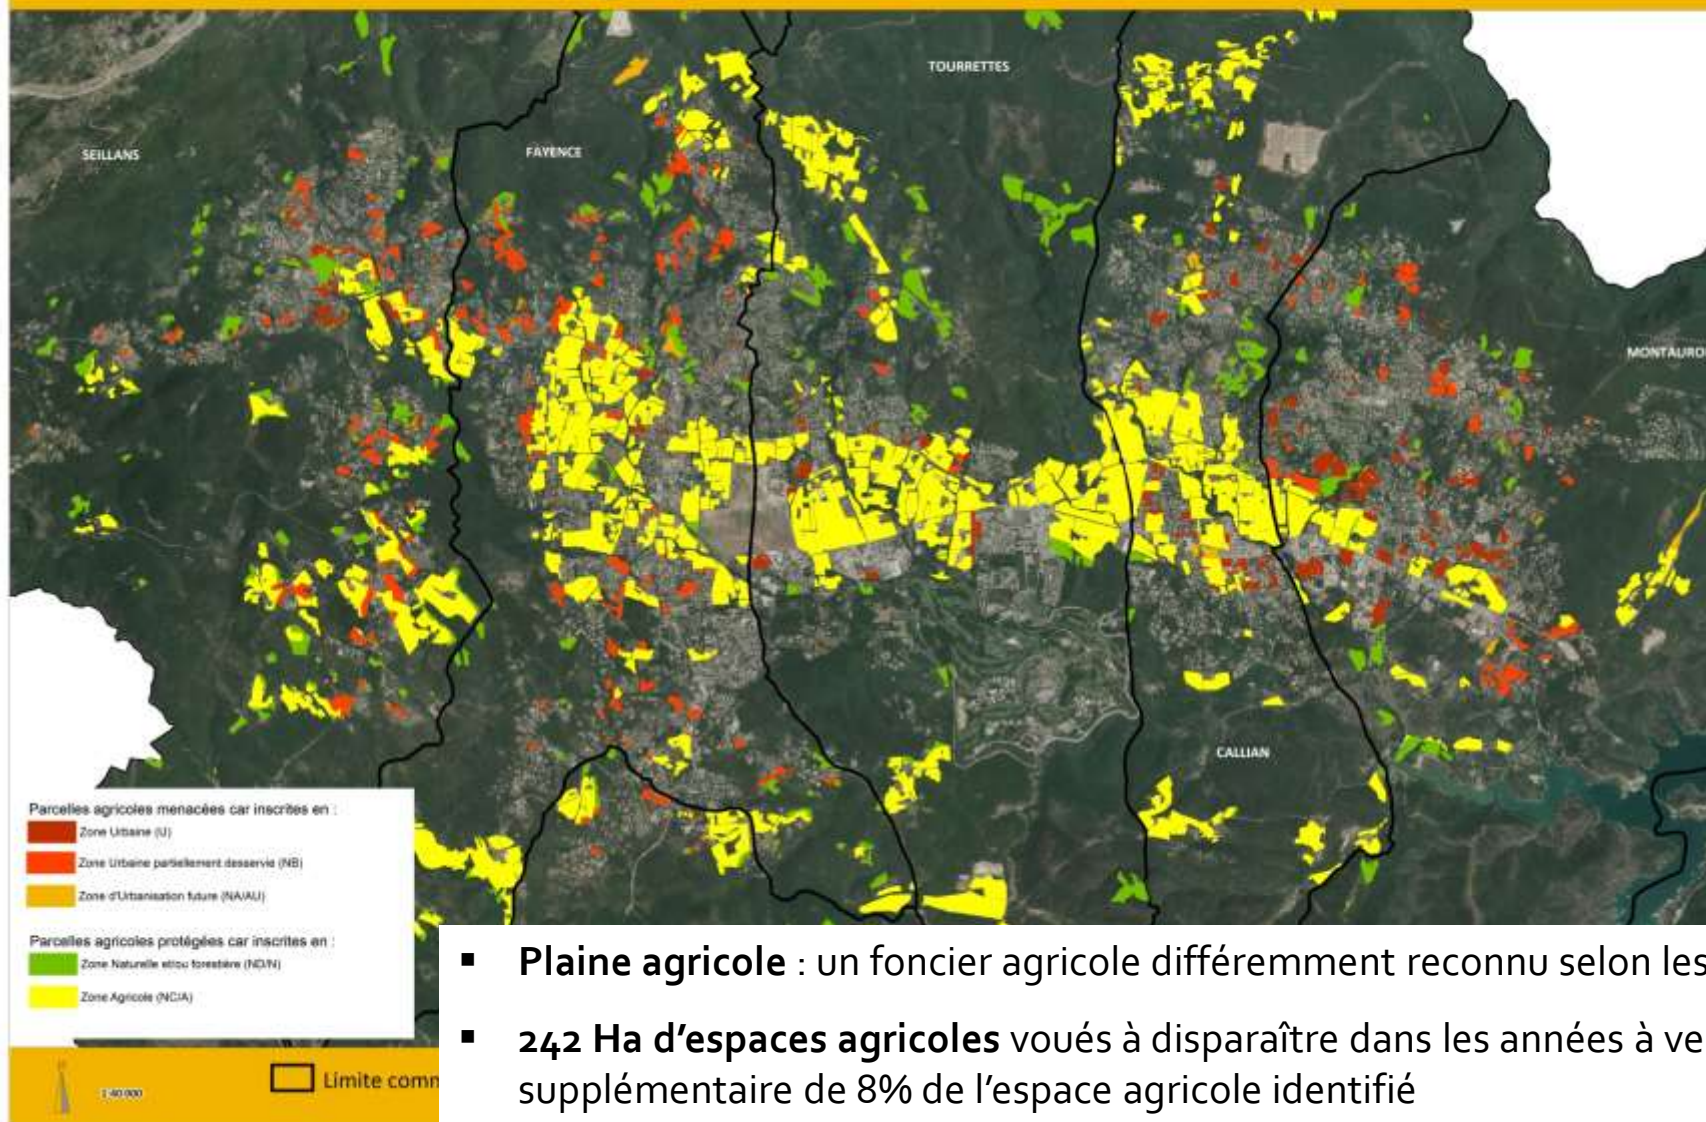 TOURRETTES
SEILLANS
FAYENCE
MONTAURO
CALLIAN
Parcelles agricoles menacées car inscrites en :
Zone Urbaine (U)
Zone Urbaine partiellement desservie (NB)
Zone d'Urbanisation future (NA/AU)
Parcelles agricoles protégées car inscrites en :
Zone Naturelle et/ou forestière (ND/N)
Zone Agricole (NC/A)
▪ Plaine agricole : un foncier agricole différemment reconnu selon les
▪ 242 Ha d’espaces agricoles voués à disparaître dans les années à ve
supplémentaire de 8% de l’espace agricole identifié
1:40 000
Limite comm